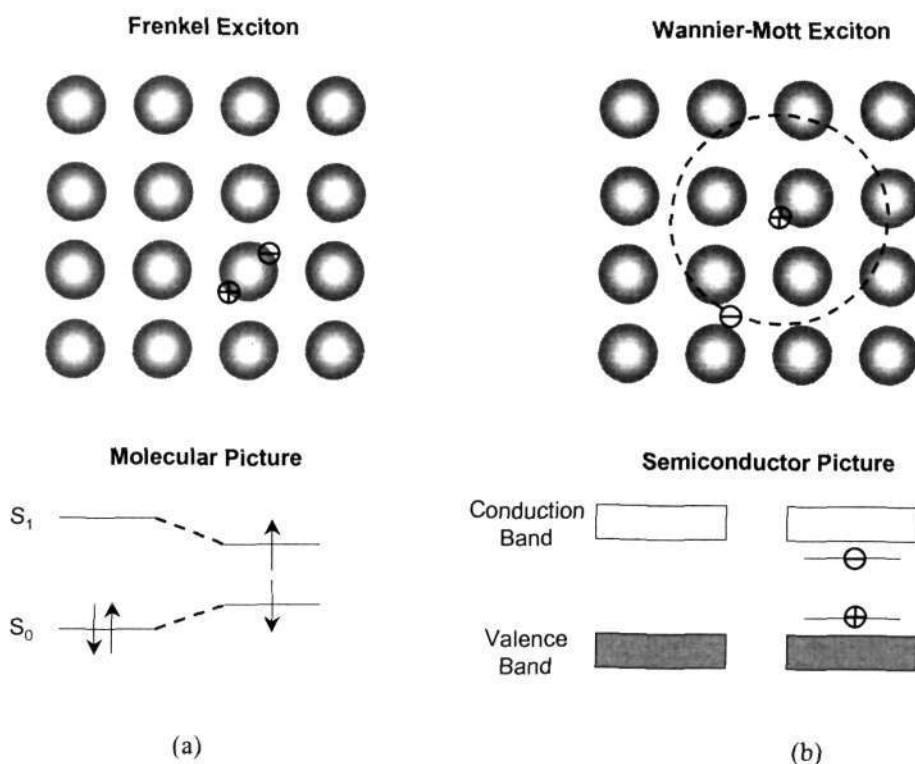 Frenkel Exciton
Wannier-Mott Exciton
Molecular Picture
S₁
S₀
(a)
Semiconductor Picture
Conduction
Band
Valence
Band
(b)